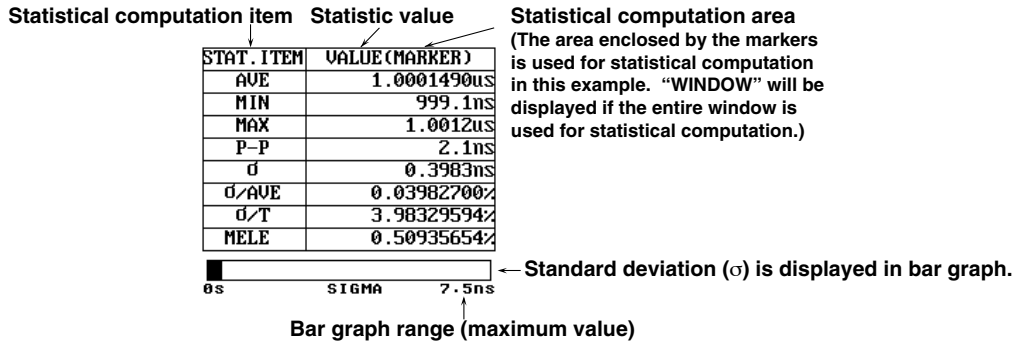 Statistical computation item
Statistic value
Statistical computation area
(The area enclosed by the markers
is used for statistical computation
in this example. “WINDOW” will be
displayed if the entire window is
used for statistical computation.)
STAT.ITEM VALUE(MARKER)
AVE 1.0001490us
MIN 999.1ns
MAX 1.0012us
P-P 2.1ns
σ 0.3983ns
σ/AVE 0.03982700%
σ/T 3.98329594%
MELE 0.50935654%
Standard deviation (σ) is displayed in bar graph.
0s SIGMA 7.5ns
Bar graph range (maximum value)